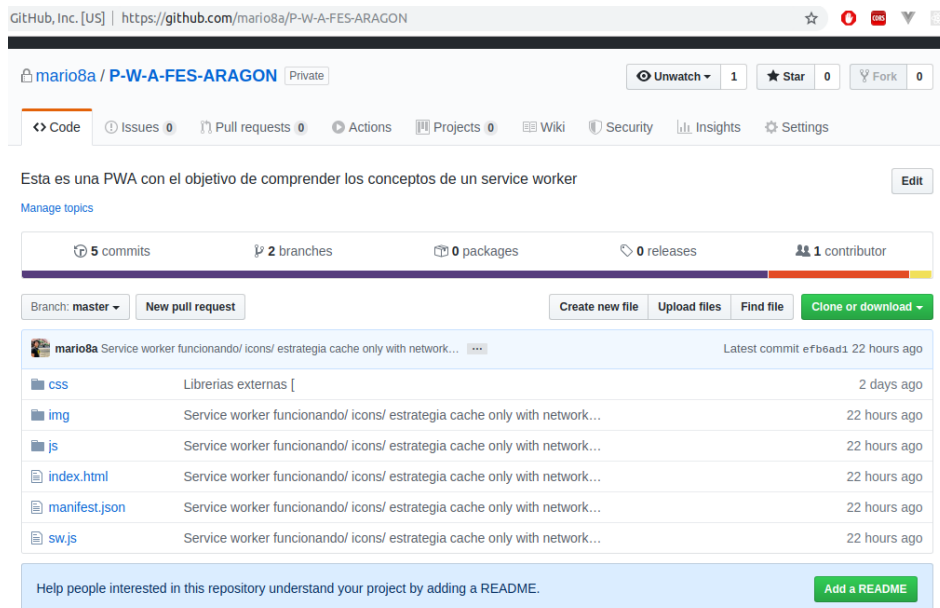 GitHub, Inc. [US] | https://github.com/mario8a/P-W-A-FES-ARAGON
CORS
mario8a / P-W-A-FES-ARAGON Private
Unwatch 1 Star 0 Fork 0
<> Code Issues 0 Pull requests 0 Actions Projects 0 Wiki Security Insights Settings
Esta es una PWA con el objetivo de comprender los conceptos de un service worker Edit
Manage topics
5 commits 2 branches 0 packages 0 releases 1 contributor
Branch: master New pull request Create new file Upload files Find file Clone or download
mario8a Service worker funcionando/ icons/ estrategia cache only with network… ... Latest commit efb6ad1 22 hours ago
css Librerias externas [ 2 days ago
img Service worker funcionando/ icons/ estrategia cache only with network… 22 hours ago
js Service worker funcionando/ icons/ estrategia cache only with network… 22 hours ago
index.html Service worker funcionando/ icons/ estrategia cache only with network… 22 hours ago
manifest.json Service worker funcionando/ icons/ estrategia cache only with network… 22 hours ago
sw.js Service worker funcionando/ icons/ estrategia cache only with network… 22 hours ago
Help people interested in this repository understand your project by adding a README. Add a README